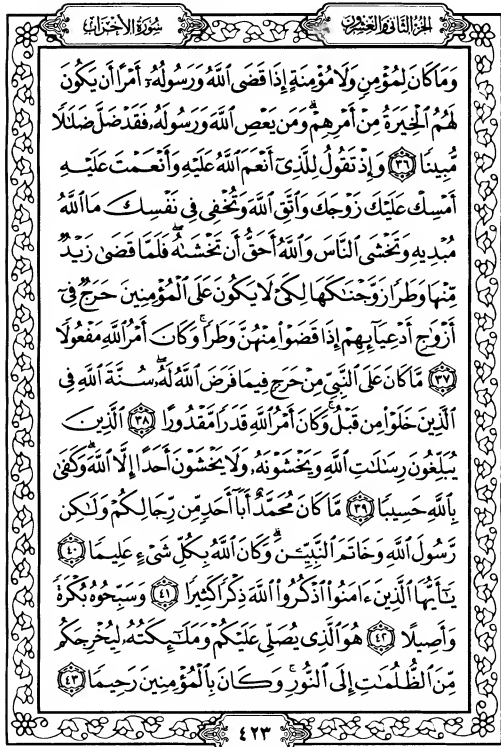 الجزء الثاني والعشرون
سورة الأحزاب
وَمَا كَانَ لِمُؤْمِنٍ وَلَا مُؤْمِنَةٍ إِذَا قَضَى ٱللَّهُ وَرَسُولُهُۥٓ أَمْرًا أَن يَكُونَ
لَهُمُ ٱلْخِيَرَةُ مِنْ أَمْرِهِمْ ۗ وَمَن يَعْصِ ٱللَّهَ وَرَسُولَهُۥ فَقَدْ ضَلَّ ضَلَـٰلًا
مُّبِينًا ٣٦ وَإِذْ تَقُولُ لِلَّذِىٓ أَنْعَمَ ٱللَّهُ عَلَيْهِ وَأَنْعَمْتَ عَلَيْهِ
أَمْسِكْ عَلَيْكَ زَوْجَكَ وَٱتَّقِ ٱللَّهَ وَتُخْفِى فِى نَفْسِكَ مَا ٱللَّهُ
مُبْدِيهِ وَتَخْشَى ٱلنَّاسَ وَٱللَّهُ أَحَقُّ أَن تَخْشَىٰهُ ۖ فَلَمَّا قَضَىٰ زَيْدٌ
مِّنْهَا وَطَرًا زَوَّجْنَـٰكَهَا لِكَىْ لَا يَكُونَ عَلَى ٱلْمُؤْمِنِينَ حَرَجٌ فِىٓ
أَزْوَٰجِ أَدْعِيَآئِهِمْ إِذَا قَضَوْا۟ مِنْهُنَّ وَطَرًا ۚ وَكَانَ أَمْرُ ٱللَّهِ مَفْعُولًا
٣٧ مَّا كَانَ عَلَى ٱلنَّبِىِّ مِنْ حَرَجٍ فِيمَا فَرَضَ ٱللَّهُ لَهُۥ ۖ سُنَّةَ ٱللَّهِ فِى
ٱلَّذِينَ خَلَوْا۟ مِن قَبْلُ ۚ وَكَانَ أَمْرُ ٱللَّهِ قَدَرًا مَّقْدُورًا ٣٨ ٱلَّذِينَ
يُبَلِّغُونَ رِسَـٰلَـٰتِ ٱللَّهِ وَيَخْشَوْنَهُۥ وَلَا يَخْشَوْنَ أَحَدًا إِلَّا ٱللَّهَ ۗ وَكَفَىٰ
بِٱللَّهِ حَسِيبًا ٣٩ مَّا كَانَ مُحَمَّدٌ أَبَآ أَحَدٍ مِّن رِّجَالِكُمْ وَلَـٰكِن
رَّسُولَ ٱللَّهِ وَخَاتَمَ ٱلنَّبِيِّـۧنَ ۗ وَكَانَ ٱللَّهُ بِكُلِّ شَىْءٍ عَلِيمًا ٤٠
يَـٰٓأَيُّهَا ٱلَّذِينَ ءَامَنُوا۟ ٱذْكُرُوا۟ ٱللَّهَ ذِكْرًا كَثِيرًا ٤١ وَسَبِّحُوهُ بُكْرَةً
وَأَصِيلًا ٤٢ هُوَ ٱلَّذِى يُصَلِّى عَلَيْكُمْ وَمَلَـٰٓئِكَتُهُۥ لِيُخْرِجَكُم
مِّنَ ٱلظُّلُمَـٰتِ إِلَى ٱلنُّورِ ۚ وَكَانَ بِٱلْمُؤْمِنِينَ رَحِيمًا ٤٣
٤٢٣